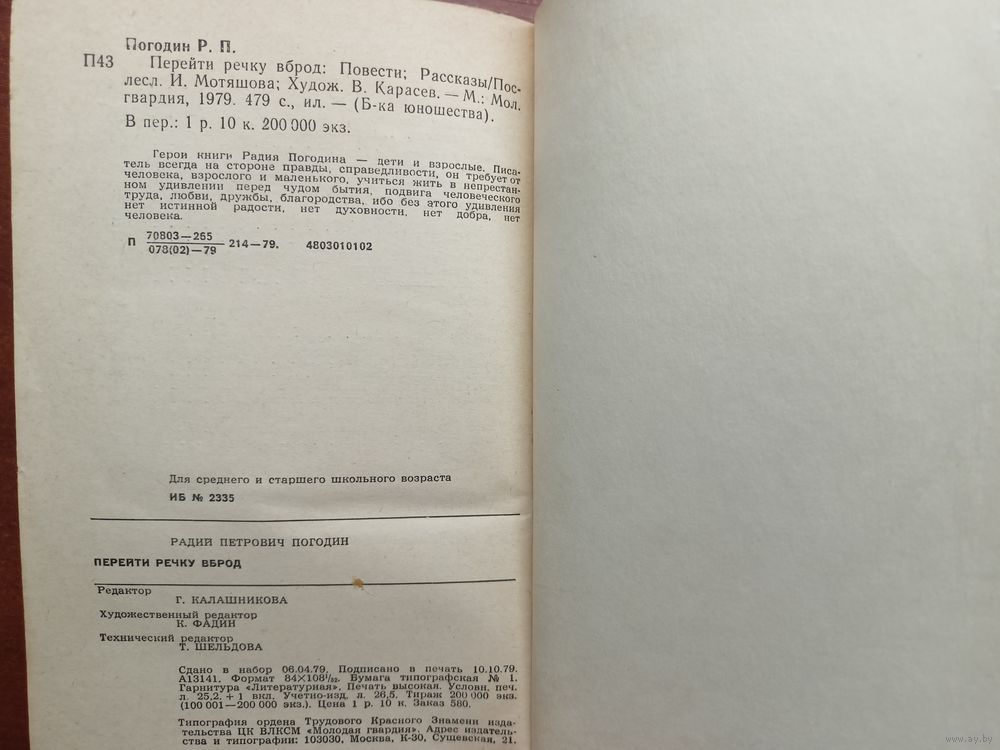 Погодин Р. П.
П43 Перейти речку вброд: Повести; Рассказы/Пос-
лесл. И. Мотяшова; Худож. В. Карасев. — М.: Мол.
гвардия, 1979. 479 с., ил. — (Б-ка юношества).
В пер.: 1 р. 10 к. 200 000 экз.
Герои книги Радия Погодина — дети и взрослые. Писа-
тель всегда на стороне правды, справедливости, он требует от
человека, взрослого и маленького, учиться жить в непрестан-
ном удивлении перед чудом бытия, подвига человеческого
труда, любви, дружбы, благородства, ибо без этого удивления
нет истинной радости, нет духовности, нет добра, нет
человека.
П 70803—265
078(02)—79 214—79. 4803010102
Для среднего и старшего школьного возраста
ИБ № 2335
РАДИЙ ПЕТРОВИЧ ПОГОДИН
ПЕРЕЙТИ РЕЧКУ ВБРОД
Редактор
Г. КАЛАШНИКОВА
Художественный редактор
К. ФАДИН
Технический редактор
Т. ШЕЛЬДОВА
Сдано в набор 06.04.79. Подписано в печать 10.10.79.
А13141. Формат 84×108¹/₃₂. Бумага типографская № 1.
Гарнитура «Литературная». Печать высокая. Условн. печ.
л. 25,2. + 1 вкл. Учетно-изд. л. 26,5. Тираж 200 000 экз.
(100 001—200 000 экз.). Цена 1 р. 10 к. Заказ 580.
Типография ордена Трудового Красного Знамени изда-
тельства ЦК ВЛКСМ «Молодая гвардия». Адрес издатель-
ства и типографии: 103030, Москва, К-30, Сущевская, 21.
www.ay.by